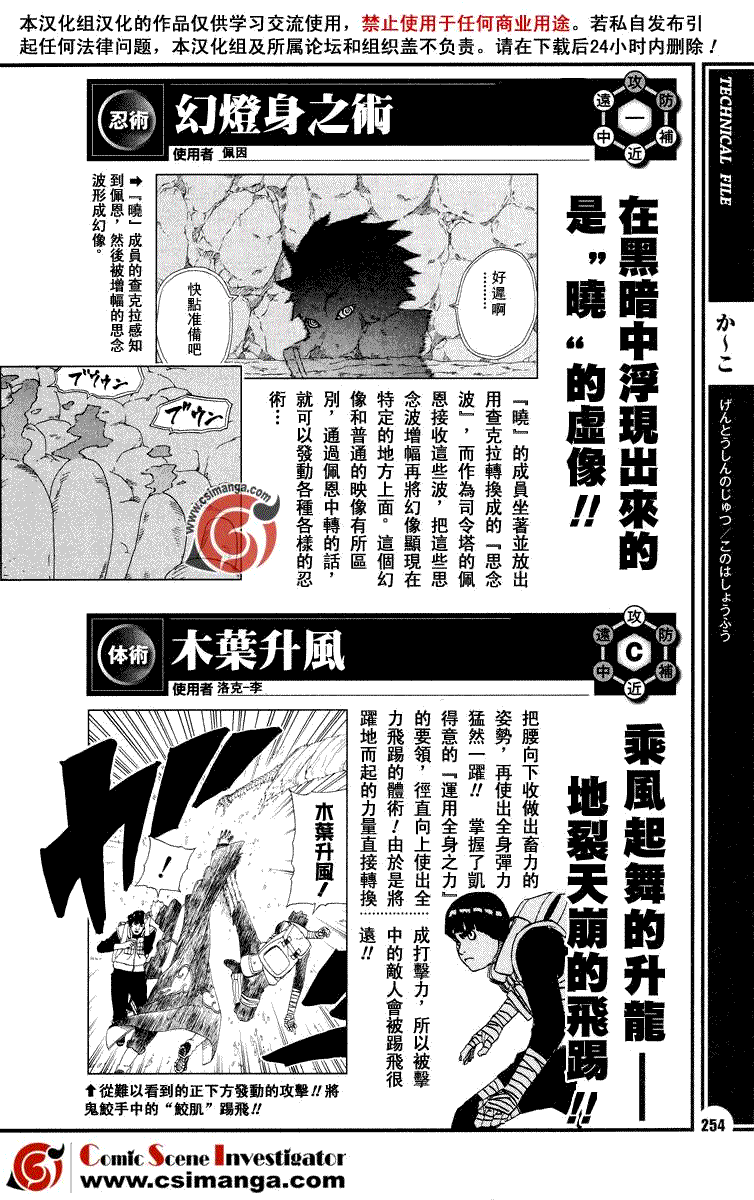 本汉化组汉化的作品仅供学习交流使用，禁止使用于任何商业用途。若私自发布引
起任何法律问题，本汉化组及所属论坛和组织盖不负责。请在下载后24小时内删除！
TECHNICAL FILE
か～こ
げんとうしんのじゅつ／このはしょうふう
忍術
幻燈身之術
使用者 佩因
攻
防
補
近
中
遠
一
在黑暗中浮現出來的
是”曉“的虛像!!
好遲啊
………
快點准備吧
➡『曉』成員的查克拉感知
到佩恩，然後被增幅的思念
波形成幻像。
ブゥゥン
ブゥゥン
『曉』的成員坐著並放出
用查克拉轉換成的『思念
波』，而作為司令塔的佩
恩接收這些波，把這些思
念波增幅再將幻像顯現在
特定的地方上面。這個幻
像和普通的映像有所區
別，通過佩恩中轉的話，
就可以發動各種各樣的忍
術…
www.csimanga.com
体術
木葉升風
使用者 洛克-李
攻
防
補
近
中
遠
C
乘風起舞的升龍——
地裂天崩的飛踢!!
把腰向下收做出畜力的
姿勢，再使出全身彈力
猛然一躍!! 掌握了凱
得意的『運用全身之力』
的要領，徑直向上使出全
力飛踢的體術！由於是將
躍地而起的力量直接轉換
成打擊力，所以被擊
中的敵人會被踢飛很
遠!!
木葉升風！
！
⬆從難以看到的正下方發動的攻擊!!將
鬼鮫手中的“鮫肌”踢飛!!
254
Comic Scene Investigator
www.csimanga.com